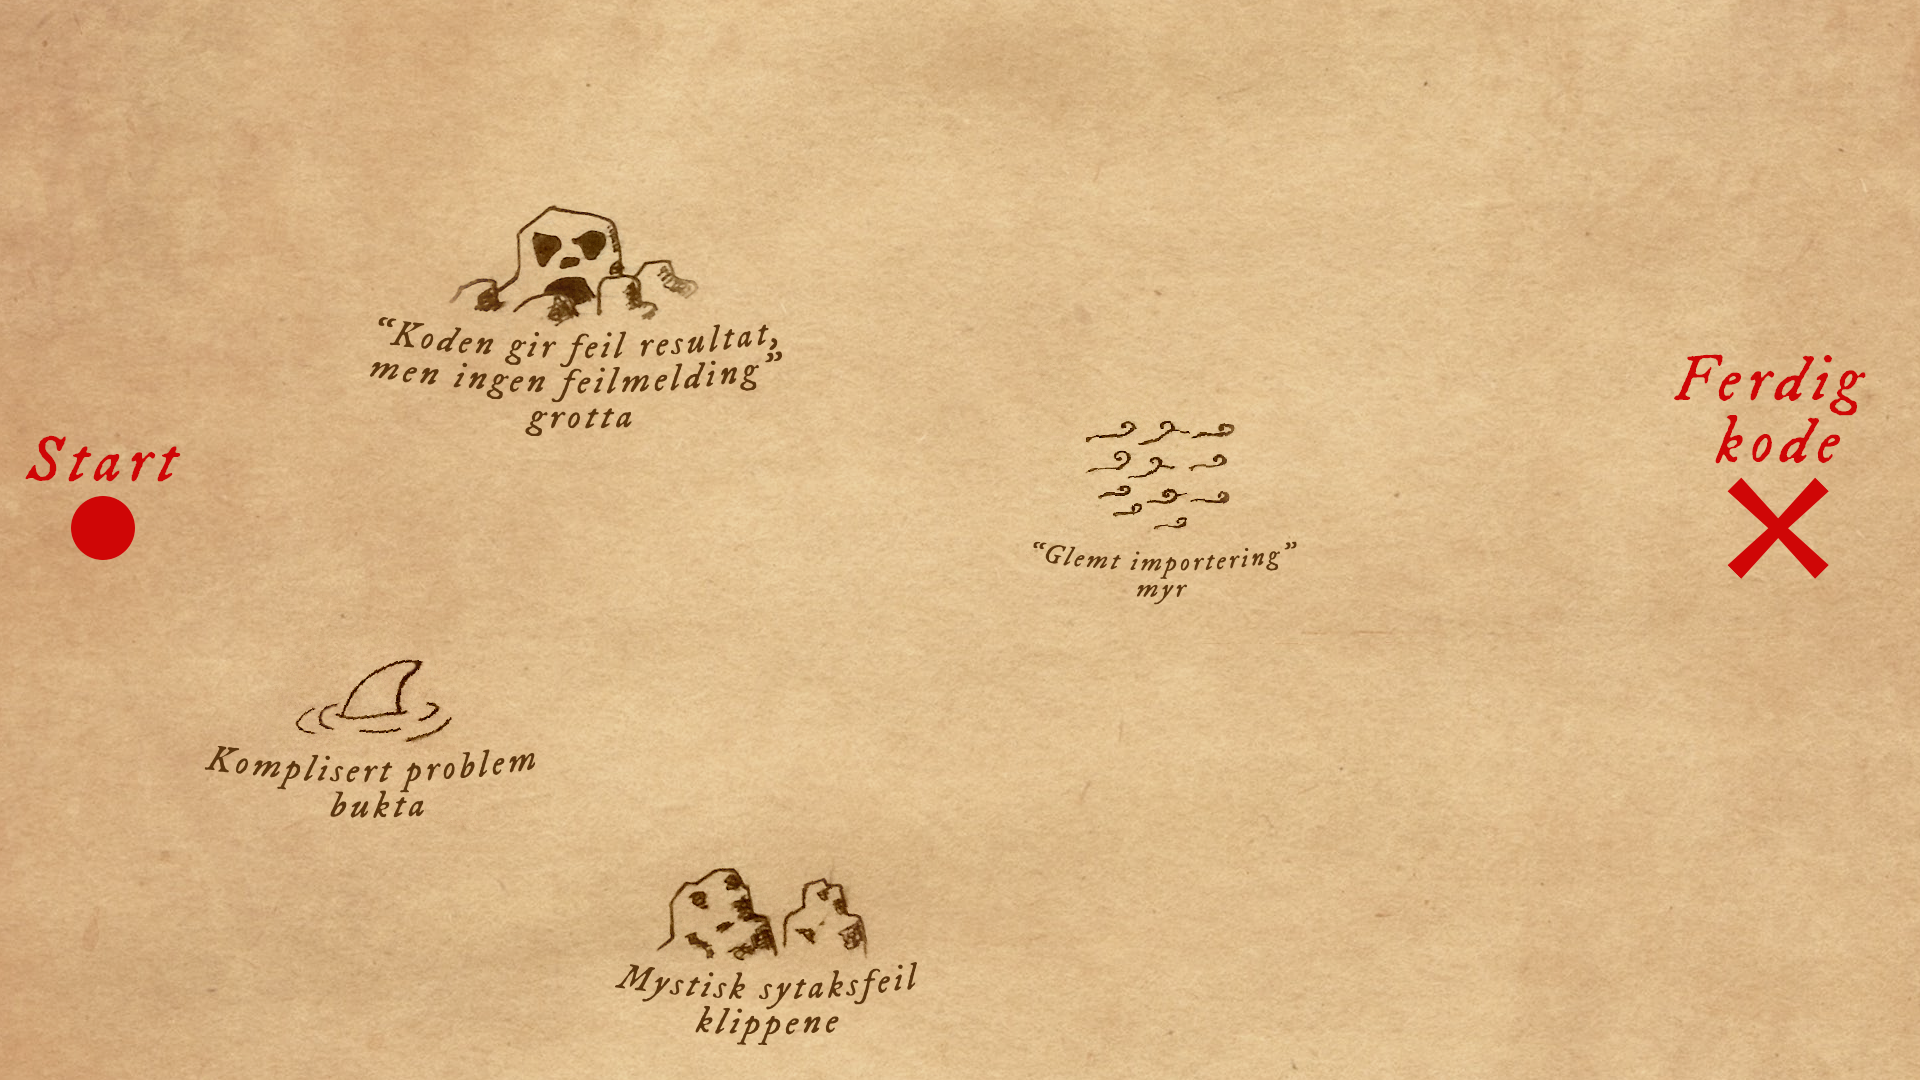 “Koden gir feil resultat,
men ingen feilmelding”
grotta
Start
Ferdig
kode
“Glemt importering”
myr
Komplisert problem
bukta
Mystisk sytaksfeil
klippene